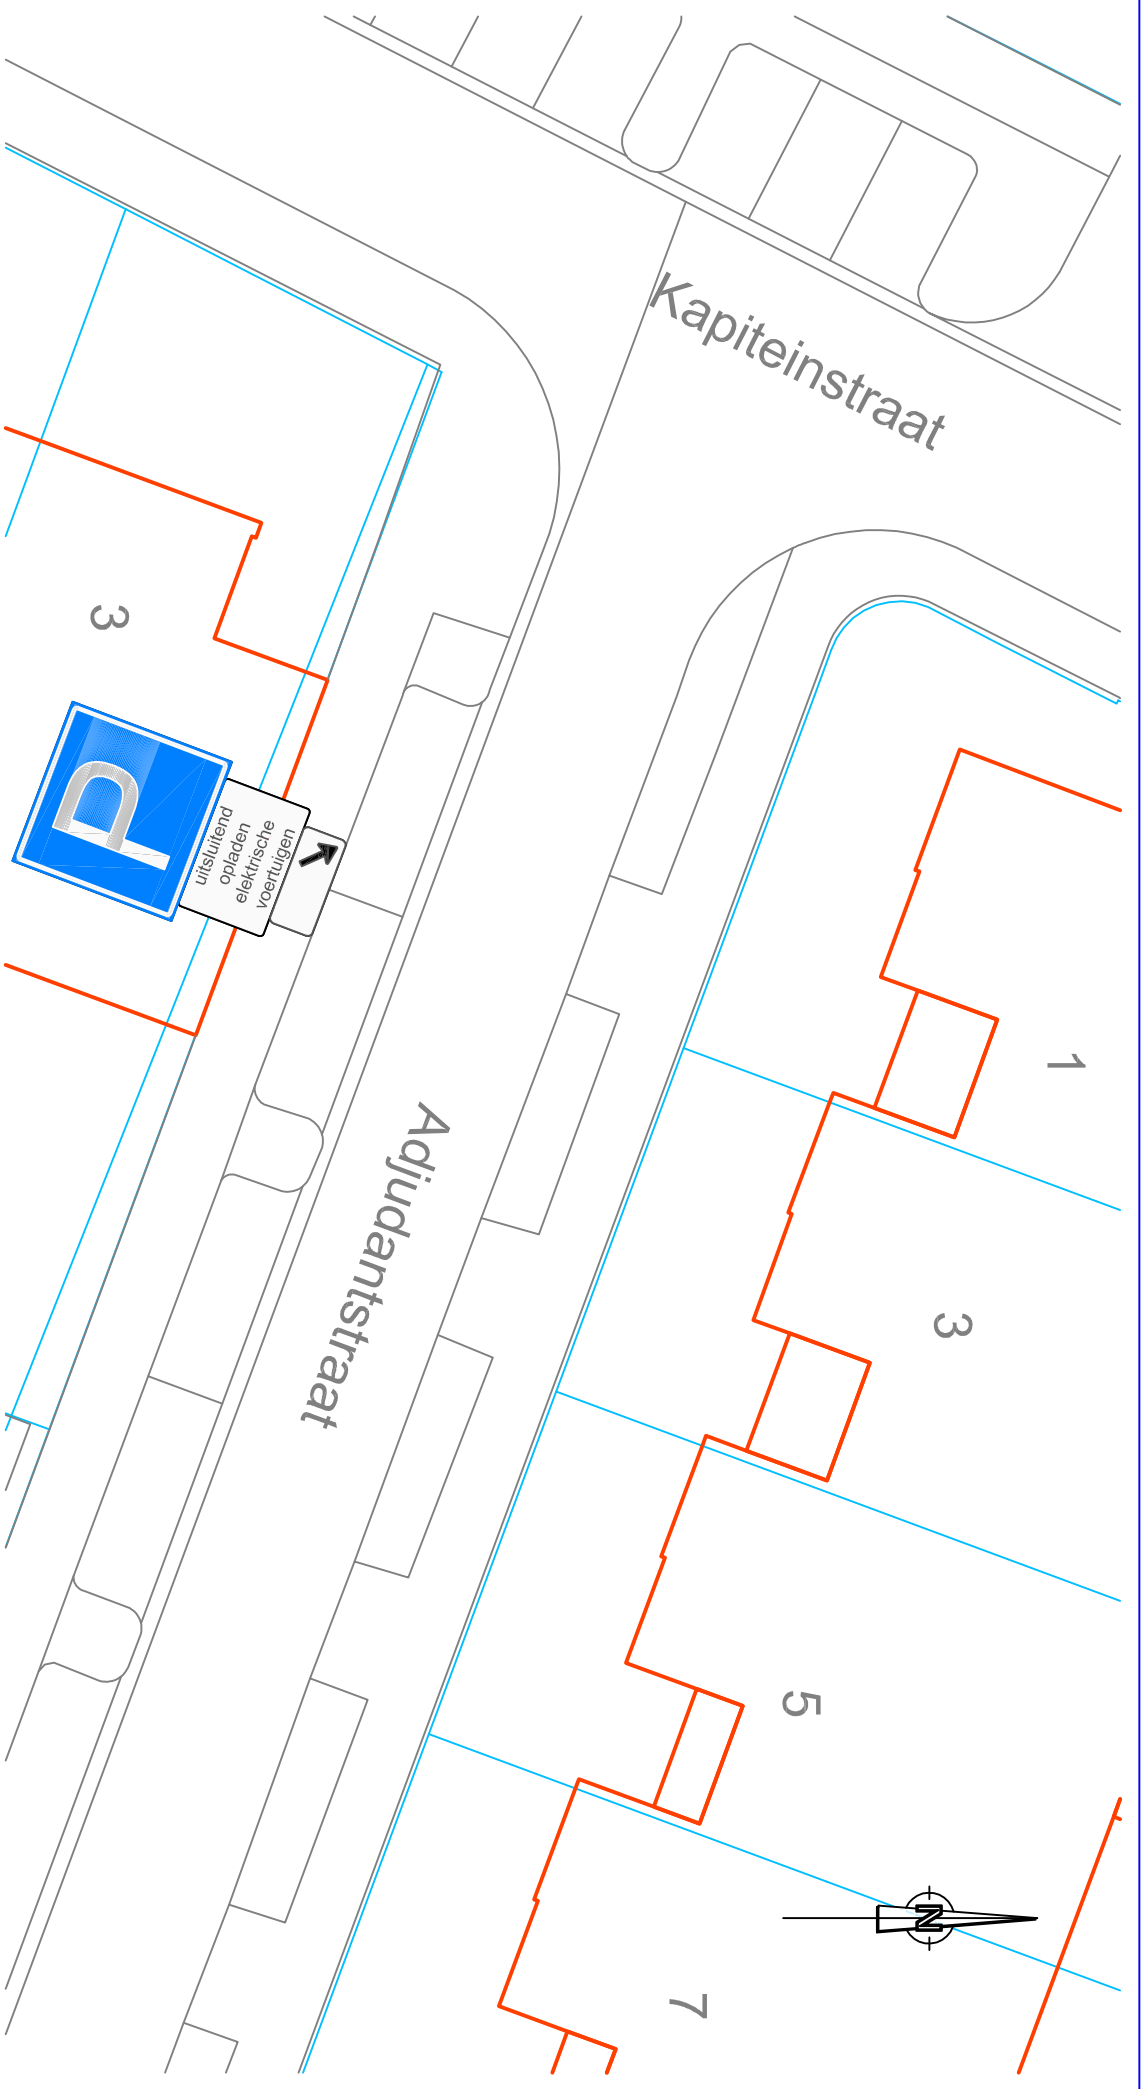 Kapiteinstraat
3
P
uitsluitend
opladen
elektrische
voertuigen
1
Adjudantstraat
3
5
N
7